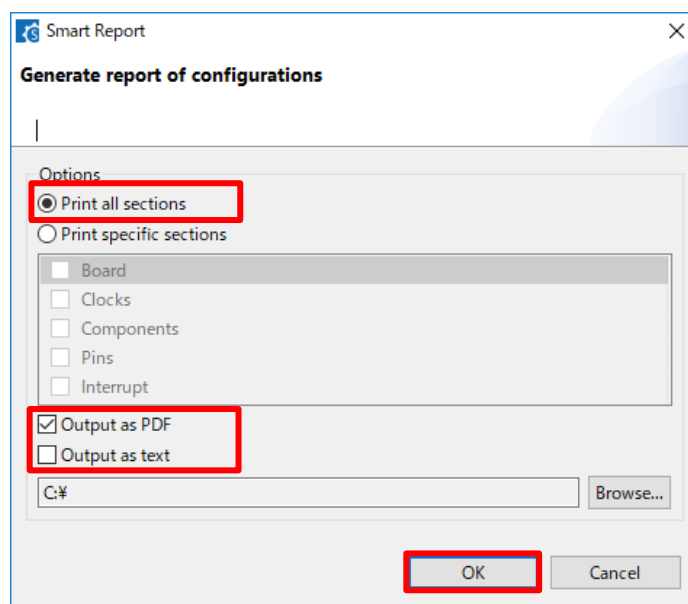 Smart Report
Generate report of configurations
Options
Print all sections
Print specific sections
Board
Clocks
Components
Pins
Interrupt
Output as PDF
Output as text
C:¥
Browse...
OK
Cancel